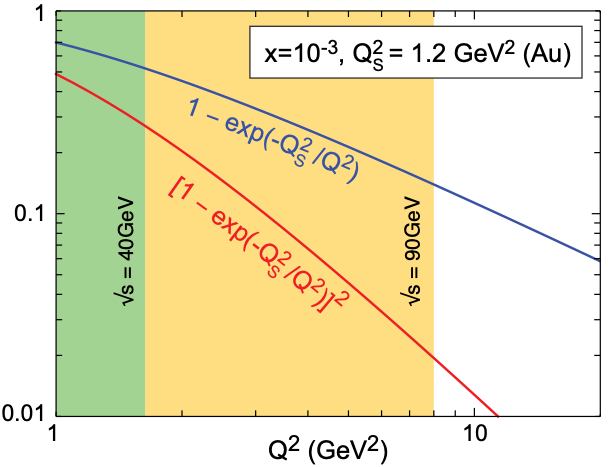 1
x=10⁻³, Q²S = 1.2 GeV² (Au)
1 – exp(-Q²S/Q²)
0.1
[1 – exp(-Q²S/Q²)]²
√s = 40GeV
√s = 90GeV
0.01
1
10
Q² (GeV²)